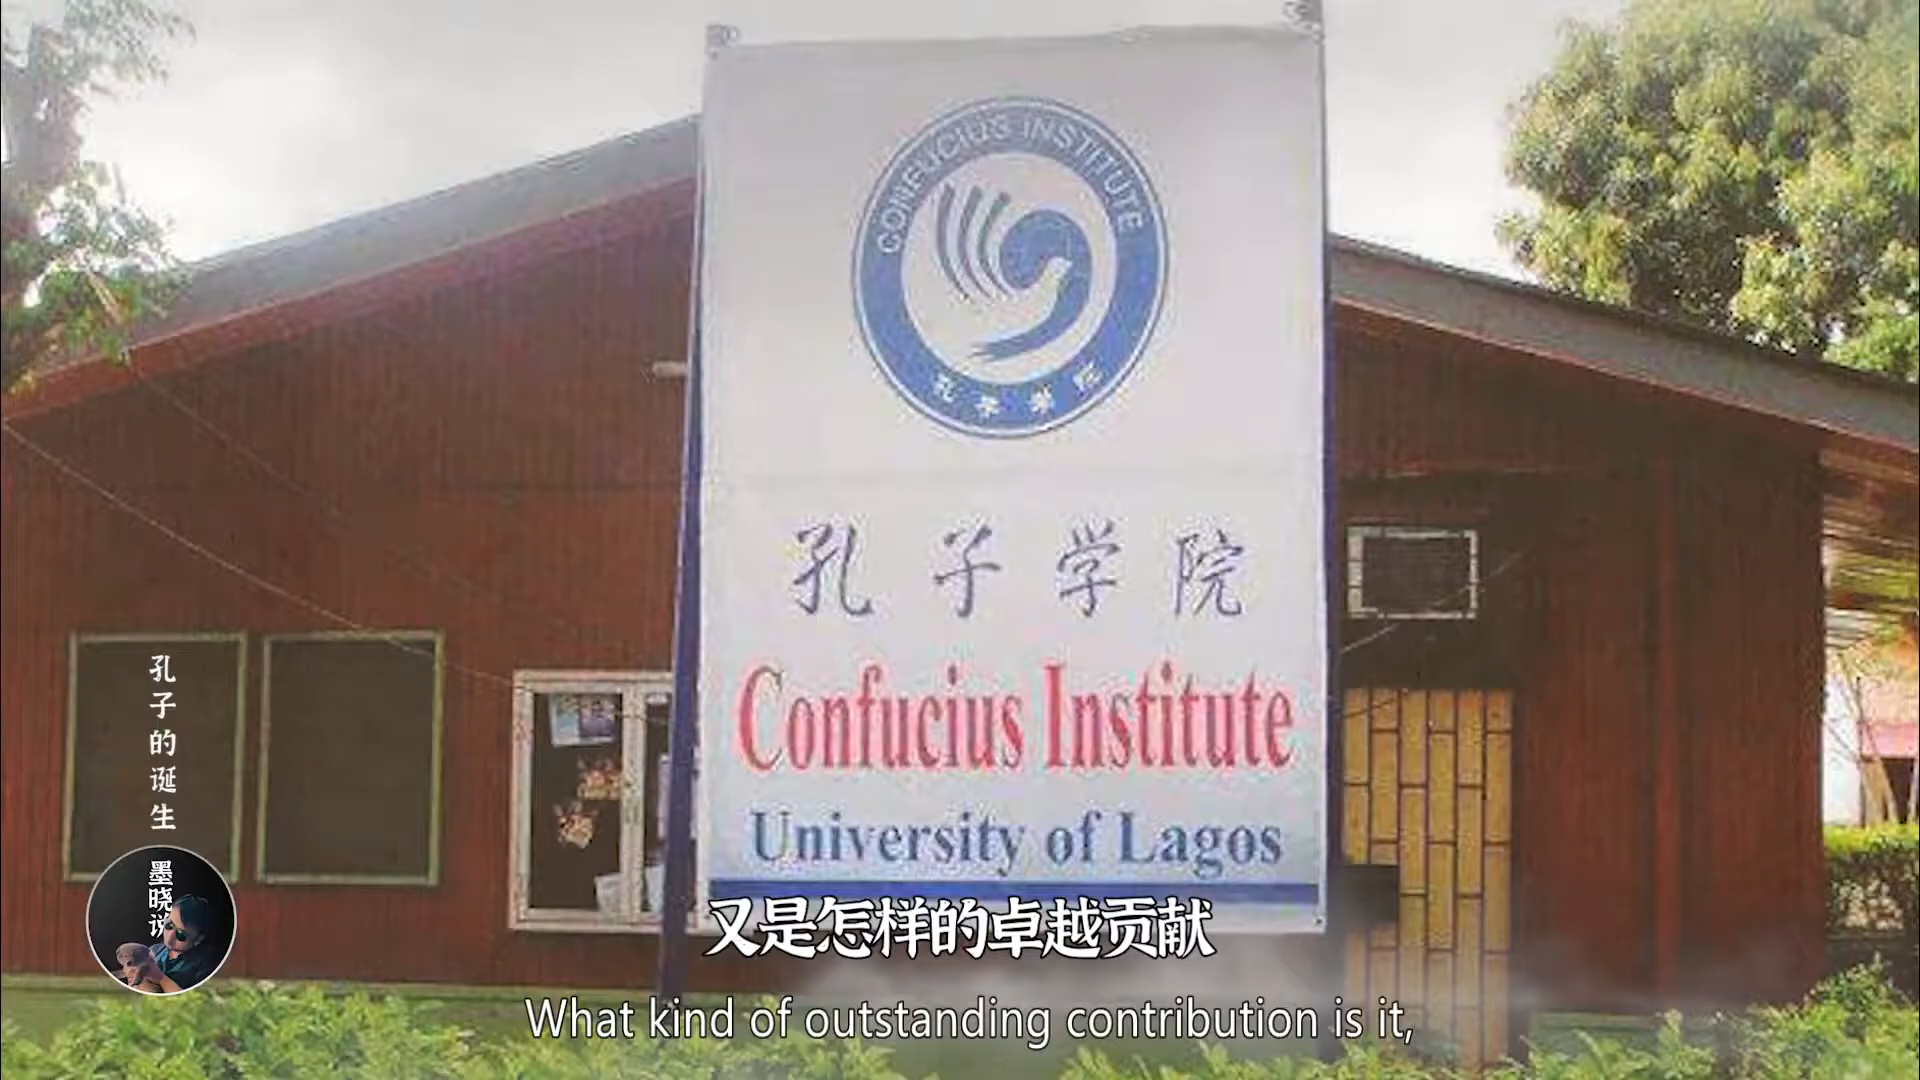 CONFUCIUS INSTITUTE
孔子学院
孔子学院
Confucius Institute
University of Lagos
孔子的诞生
墨晓说
又是怎样的卓越贡献
What kind of outstanding contribution is it,